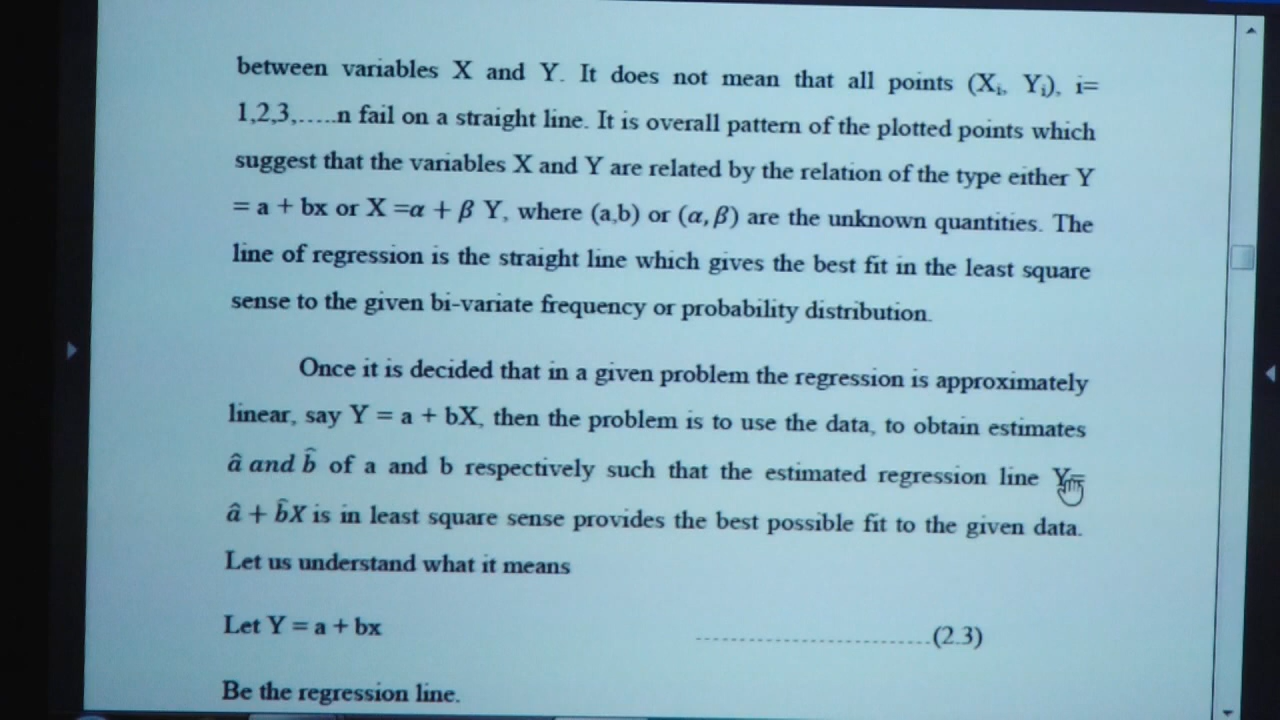 between variables X and Y. It does not mean that all points (Xᵢ, Yᵢ), i=
1,2,3,.....n fail on a straight line. It is overall pattern of the plotted points which
suggest that the variables X and Y are related by the relation of the type either Y
= a + bx or X =α + β Y, where (a,b) or (α,β) are the unknown quantities. The
line of regression is the straight line which gives the best fit in the least square
sense to the given bi-variate frequency or probability distribution.
Once it is decided that in a given problem the regression is approximately
linear, say Y = a + bX, then the problem is to use the data, to obtain estimates
â and b̂ of a and b respectively such that the estimated regression line Y=
â + b̂X is in least square sense provides the best possible fit to the given data.
Let us understand what it means
Let Y = a + bx ..............................(2.3)
Be the regression line.